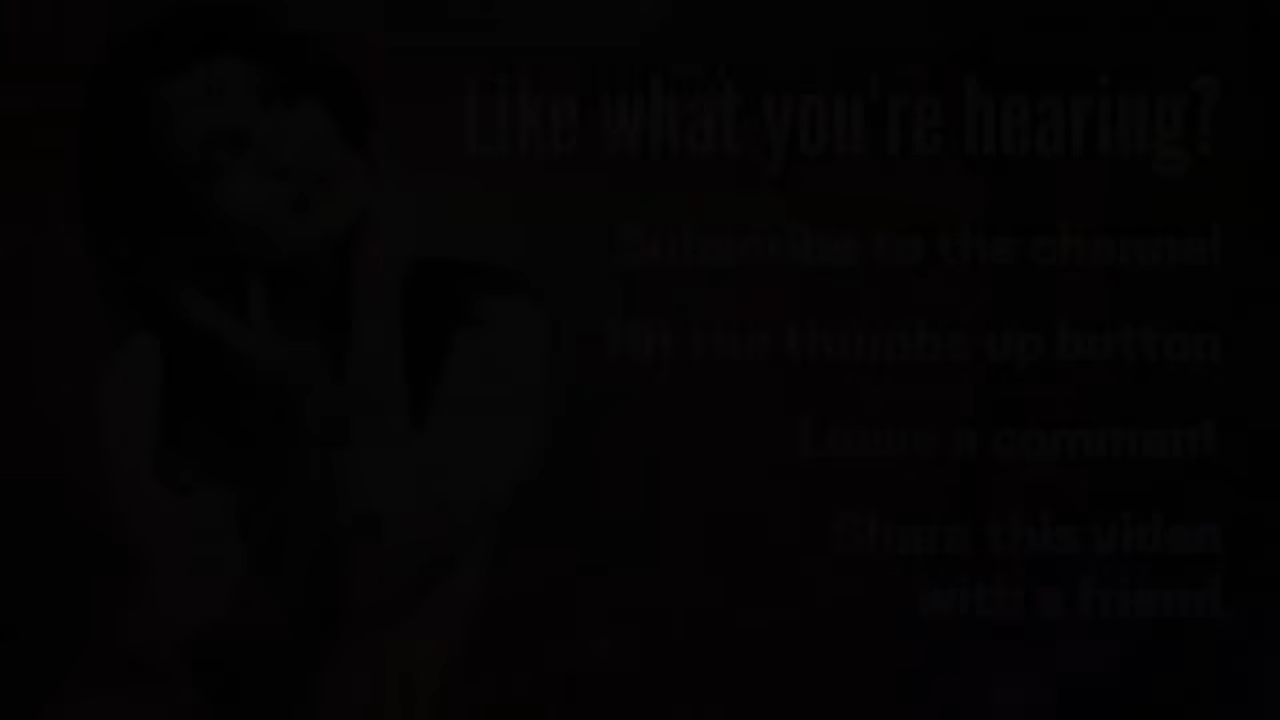 Like what you're hearing?
Subscribe to the channel
Hit the thumbs up button
Leave a comment
Share this video
with a friend